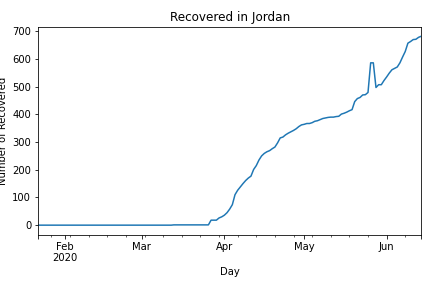 Recovered in Jordan
Number of Recovered
700
600
500
400
300
200
100
0
Feb
2020
Mar
Apr
May
Jun
Day